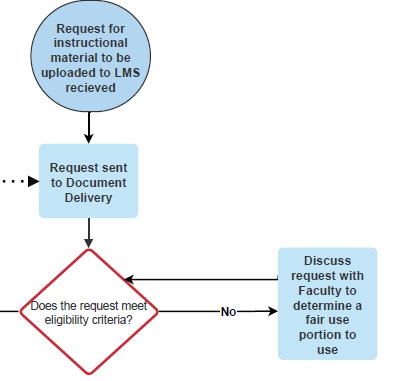 Request for
instructional
material to be
uploaded to LMS
recieved
Request sent
to Document
Delivery
Does the request meet
eligibility criteria?
No
Discuss
request with
Faculty to
determine a
fair use
portion to
use